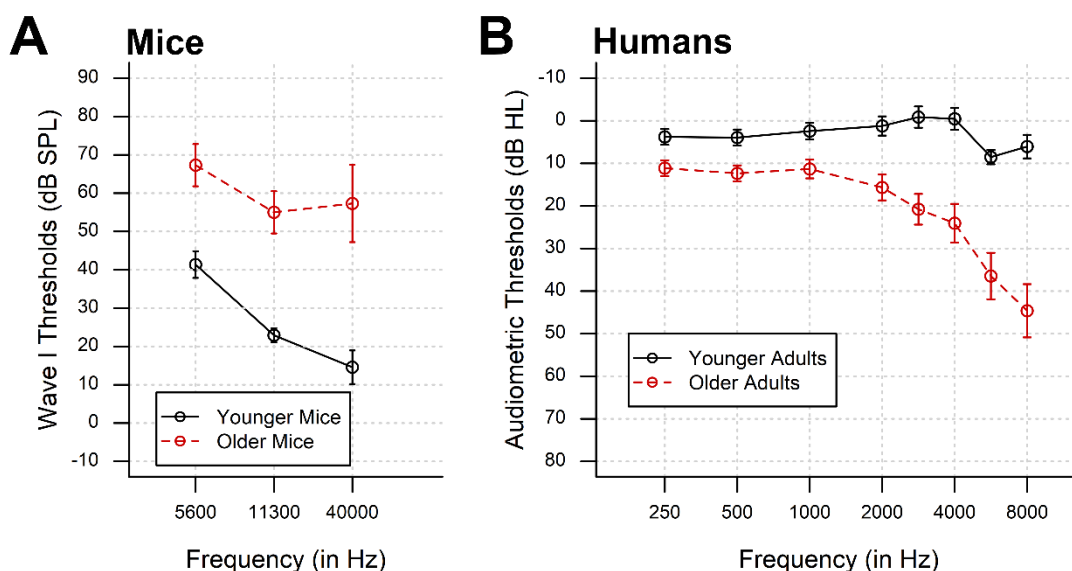 A Mice
Wave I Thresholds (dB SPL)
90
80
70
60
50
40
30
20
10
0
-10
Younger Mice
Older Mice
5600 11300 40000
Frequency (in Hz)
B Humans
Audiometric Thresholds (dB HL)
-10
0
10
20
30
40
50
60
70
80
Younger Adults
Older Adults
250 500 1000 2000 4000 8000
Frequency (in Hz)